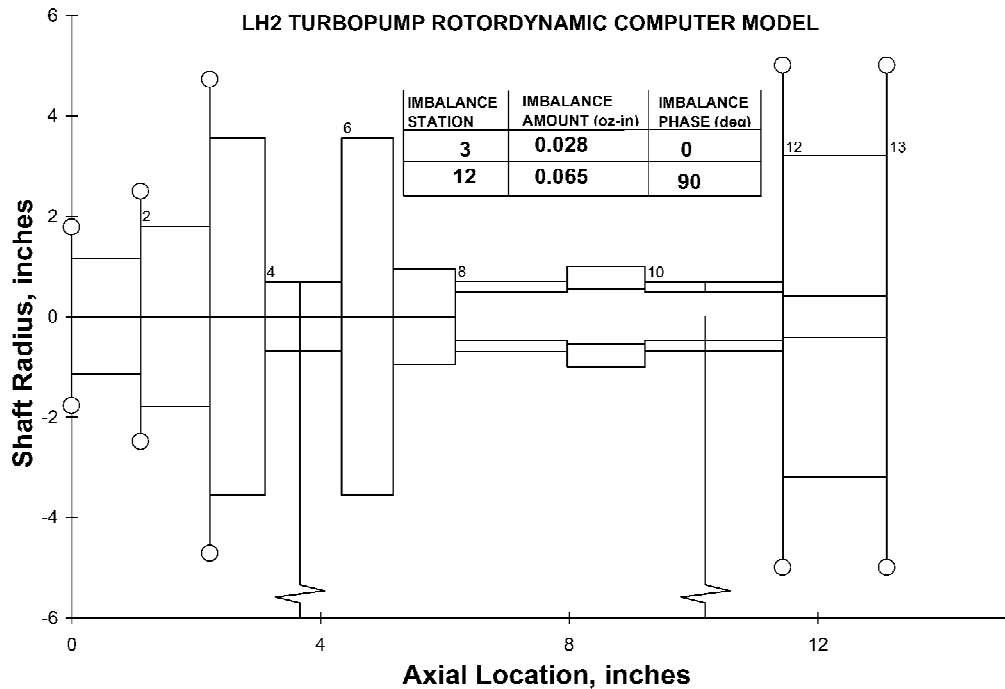 LH2 TURBOPUMP ROTORDYNAMIC COMPUTER MODEL
IMBALANCE STATION IMBALANCE AMOUNT (oz-in) IMBALANCE PHASE (deg)
3 0.028 0
12 0.065 90
6
4
2
0
-2
-4
-6
Shaft Radius, inches
2
4
6
8
10
12
13
0 4 8 12
Axial Location, inches